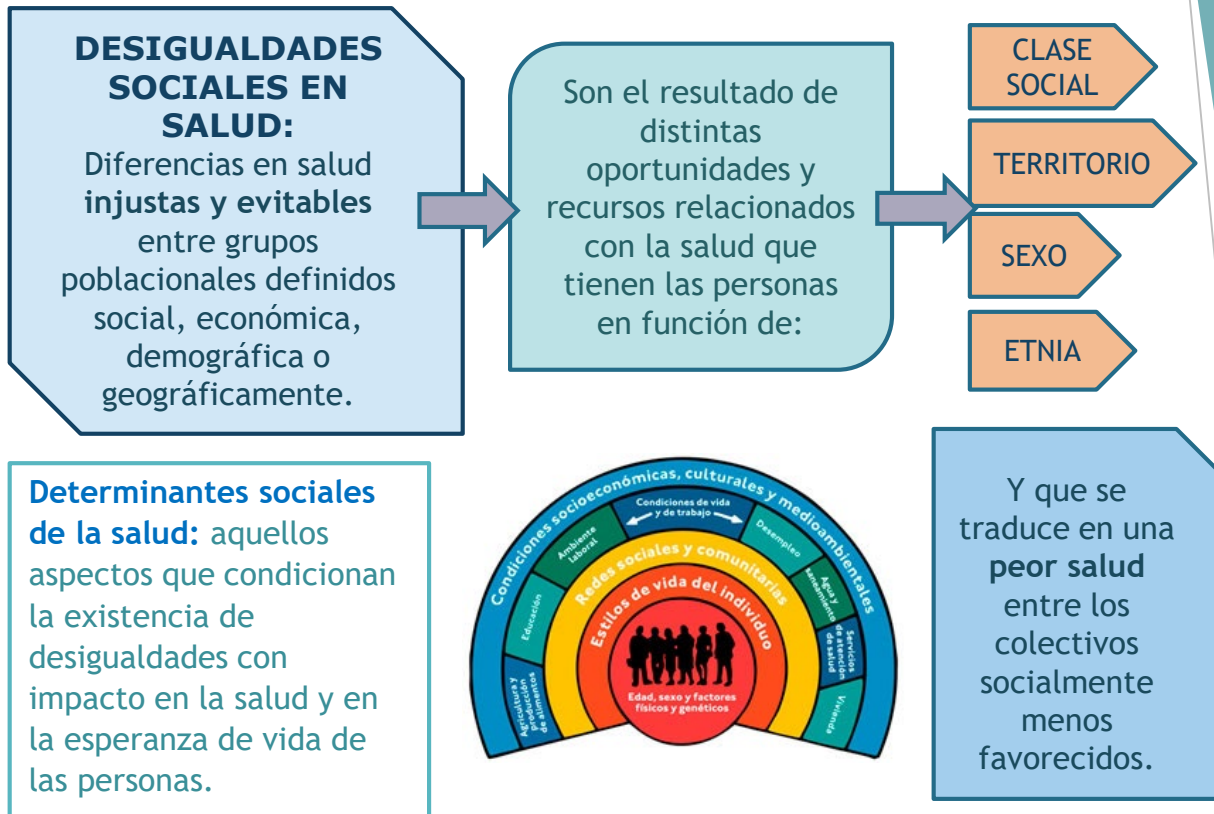 DESIGUALDADES
SOCIALES EN
SALUD:
Diferencias en salud
injustas y evitables
entre grupos
poblacionales definidos
social, económica,
demográfica o
geográficamente.
Son el resultado de
distintas
oportunidades y
recursos relacionados
con la salud que
tienen las personas
en función de:
CLASE
SOCIAL
TERRITORIO
SEXO
ETNIA
Determinantes sociales
de la salud: aquellos
aspectos que condicionan
la existencia de
desigualdades con
impacto en la salud y en
la esperanza de vida de
las personas.
Condiciones socioeconómicas, culturales y medioambientales
Condiciones de vida
y de trabajo
Ambiente
laboral
Desempleo
Educación
Agua y
saneamiento
Agricultura y
producción
de alimentos
Servicios
de atención
de salud
Vivienda
Redes sociales y comunitarias
Estilos de vida del individuo
Edad, sexo y factores
físicos y genéticos
Y que se
traduce en una
peor salud
entre los
colectivos
socialmente
menos
favorecidos.